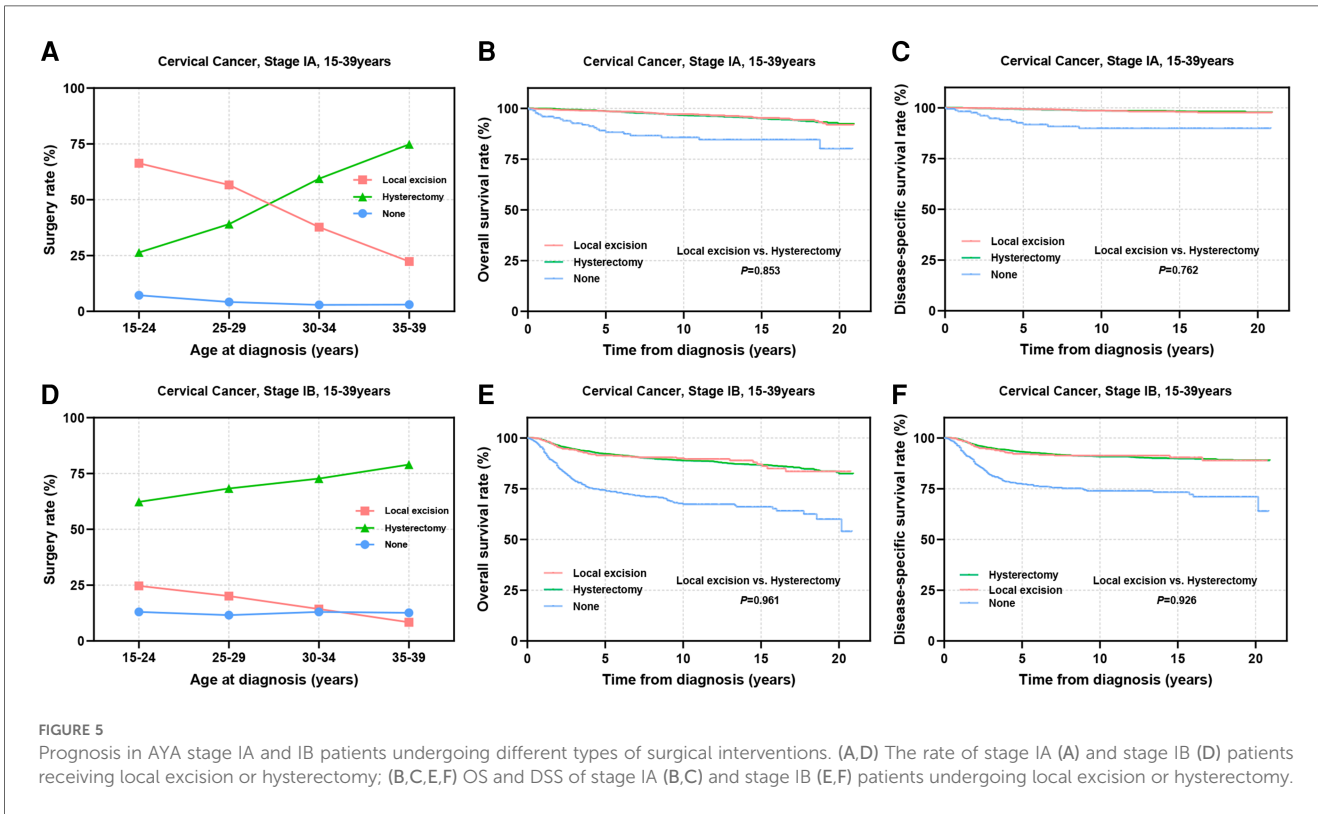 A
Cervical Cancer, Stage IA, 15-39years
Surgery rate (%)
100
75
50
25
0
Local excision
Hysterectomy
None
15-24
25-29
30-34
35-39
Age at diagnosis (years)
B
Cervical Cancer, Stage IA, 15-39years
Overall survival rate (%)
100
75
50
25
0
Local excision
Hysterectomy
None
Local excision vs. Hysterectomy
P=0.853
0
5
10
15
20
Time from diagnosis (years)
C
Cervical Cancer, Stage IA, 15-39years
Disease-specific survival rate (%)
100
75
50
25
0
Local excision
Hysterectomy
None
Local excision vs. Hysterectomy
P=0.762
0
5
10
15
20
Time from diagnosis (years)
D
Cervical Cancer, Stage IB, 15-39years
Surgery rate (%)
100
75
50
25
0
Local excision
Hysterectomy
None
15-24
25-29
30-34
35-39
Age at diagnosis (years)
E
Cervical Cancer, Stage IB, 15-39years
Overall survival rate (%)
100
75
50
25
0
Local excision
Hysterectomy
None
Local excision vs. Hysterectomy
P=0.961
0
5
10
15
20
Time from diagnosis (years)
F
Cervical Cancer, Stage IB, 15-39years
Disease-specific survival rate (%)
100
75
50
25
0
Hysterectomy
Local excision
None
Local excision vs. Hysterectomy
P=0.926
0
5
10
15
20
Time from diagnosis (years)
FIGURE 5
Prognosis in AYA stage IA and IB patients undergoing different types of surgical interventions. (A,D) The rate of stage IA (A) and stage IB (D) patients
receiving local excision or hysterectomy; (B,C,E,F) OS and DSS of stage IA (B,C) and stage IB (E,F) patients undergoing local excision or hysterectomy.